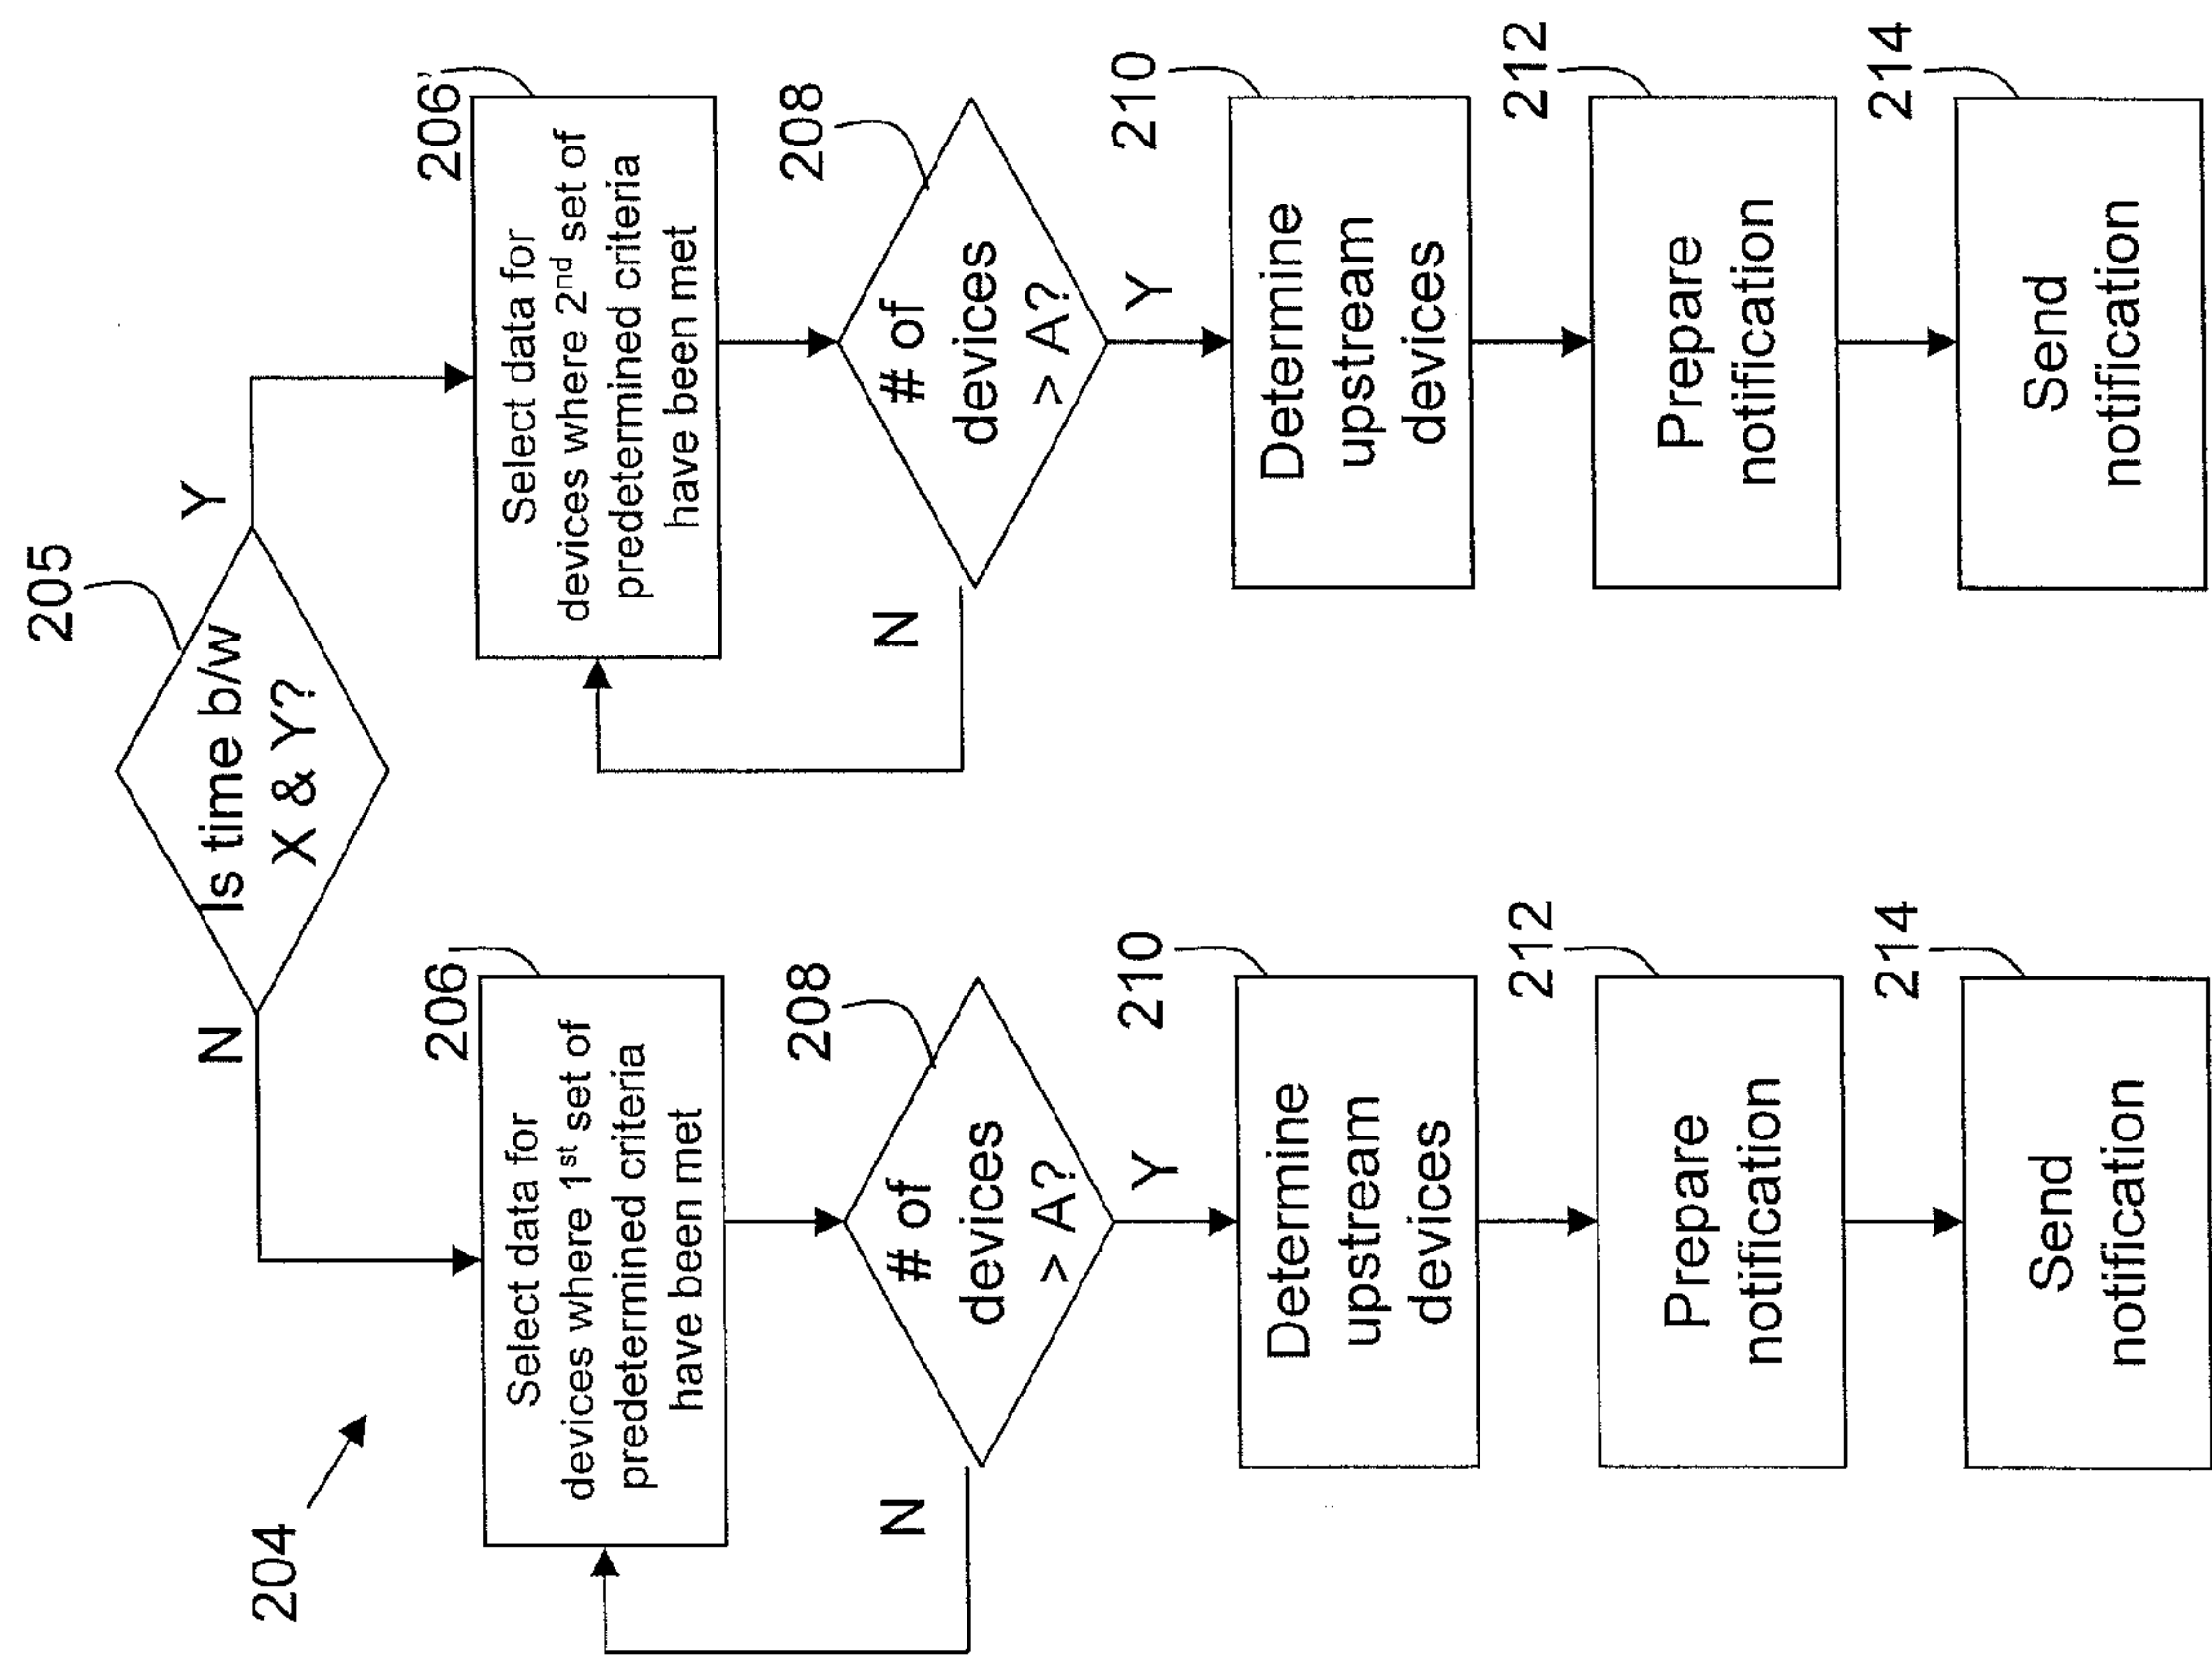 204
205
Is time b/w
X & Y?
N
Y
206
Select data for
devices where 1st set of
predetermined criteria
have been met
208
# of
devices
> A?
N
Y
210
Determine
upstream
devices
212
Prepare
notification
214
Send
notification
206'
Select data for
devices where 2nd set of
predetermined criteria
have been met
208
# of
devices
> A?
N
Y
210
Determine
upstream
devices
212
Prepare
notification
214
Send
notification